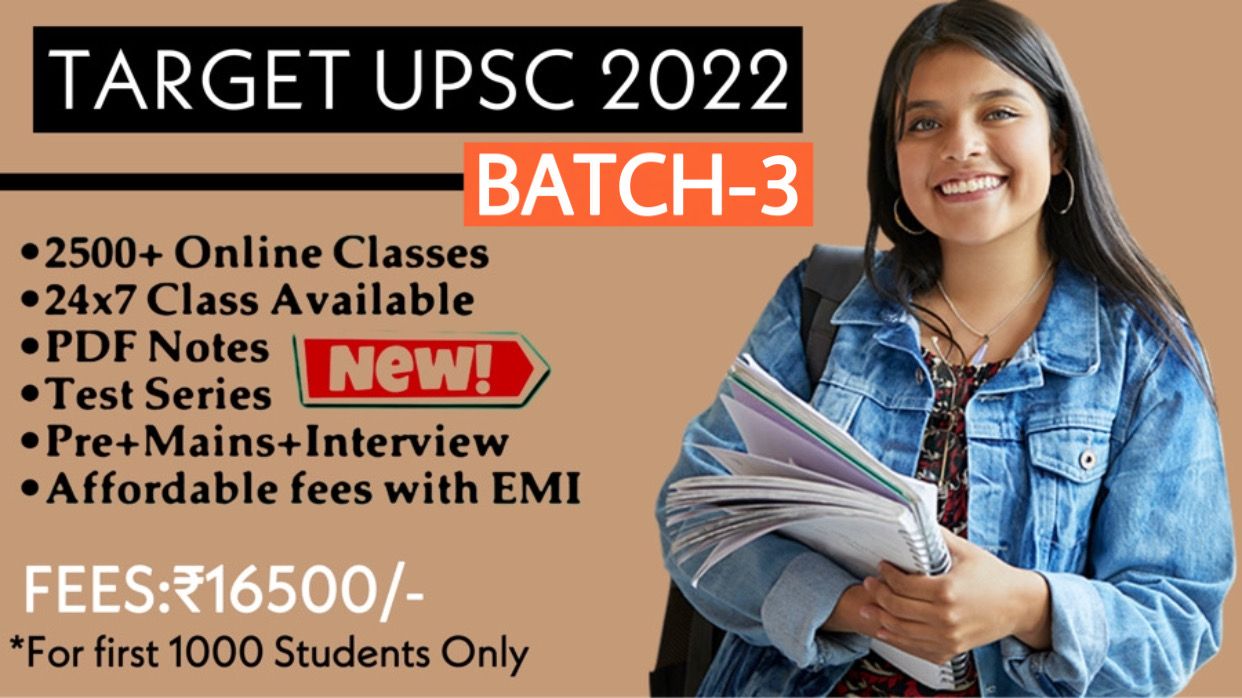 TARGET UPSC 2022
BATCH-3
•2500+ Online Classes
•24x7 Class Available
•PDF Notes
New!
•Test Series
•Pre+Mains+Interview
•Affordable fees with EMI
FEES:₹16500/-
*For first 1000 Students Only